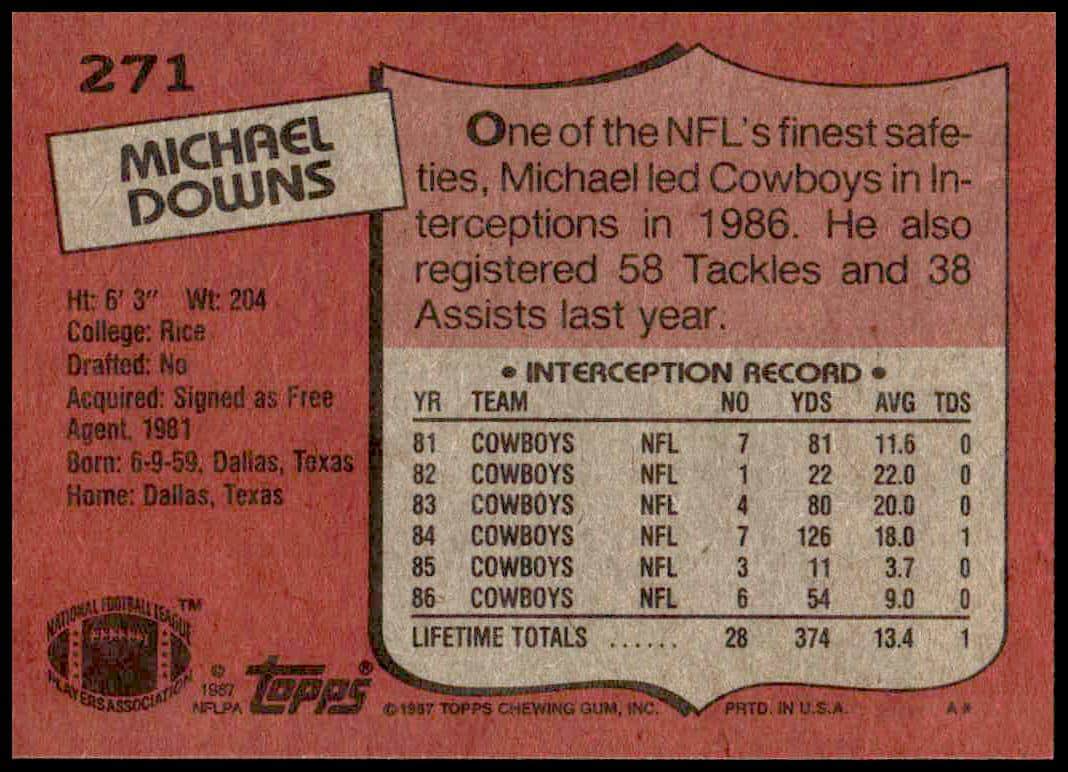 271
MICHAEL
DOWNS
Ht: 6' 3" Wt: 204
College: Rice
Drafted: No
Acquired: Signed as Free
Agent, 1981
Born: 6-9-59, Dallas, Texas
Home: Dallas, Texas
One of the NFL's finest safe-
ties, Michael led Cowboys in In-
terceptions in 1986. He also
registered 58 Tackles and 38
Assists last year.
• INTERCEPTION RECORD •
YR TEAM NO YDS AVG TDS
81 COWBOYS NFL 7 81 11.6 0
82 COWBOYS NFL 1 22 22.0 0
83 COWBOYS NFL 4 80 20.0 0
84 COWBOYS NFL 7 126 18.0 1
85 COWBOYS NFL 3 11 3.7 0
86 COWBOYS NFL 6 54 9.0 0
LIFETIME TOTALS ...... 28 374 13.4 1
NATIONAL FOOTBALL LEAGUE ™
PLAYERS ASSOCIATION
© 1987 NFLPA
topps ®
© 1987 TOPPS CHEWING GUM, INC. PRTD. IN U.S.A. A*